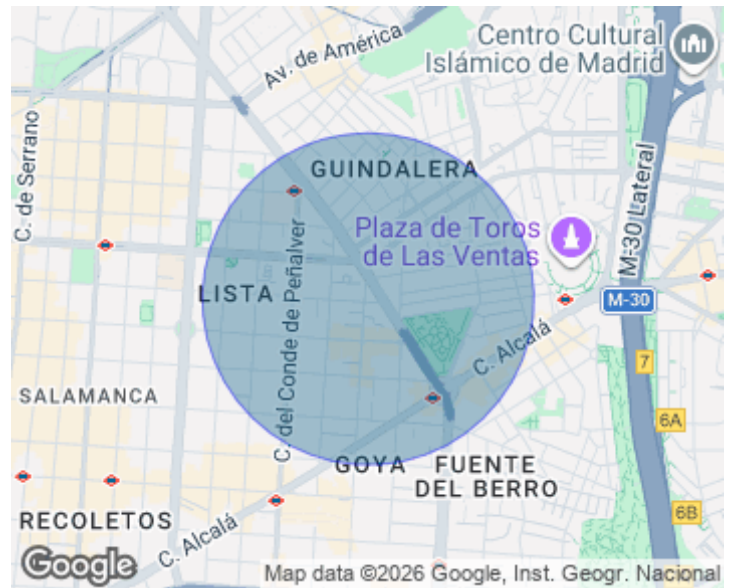 Centro Cultural
Islámico de Madrid
Av. de América
C. de Serrano
GUINDALERA
M-30 Lateral
Plaza de Toros
de Las Ventas
C. del Conde de Peñalver
LISTA
M-30
C. Alcalá
7
SALAMANCA
6A
GOYA
FUENTE
DEL BERRO
RECOLETOS
6B
C. Alcalá
Google
Map data ©2026 Google, Inst. Geogr. Nacional